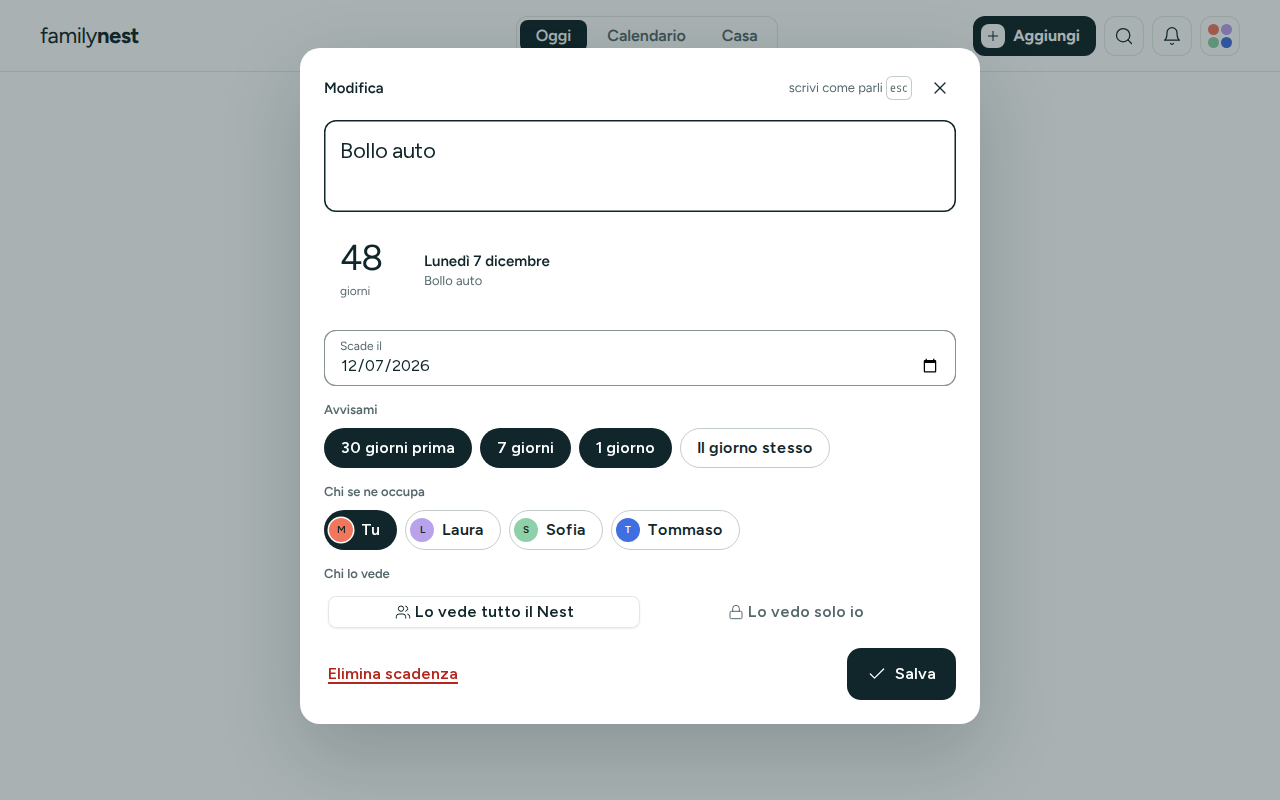 familynest
Oggi Calendario Casa
Aggiungi
Modifica
scrivi come parli esc
Bollo auto
48
giorni
Lunedì 7 dicembre
Bollo auto
Scade il
12/07/2026
Avvisami
30 giorni prima 7 giorni 1 giorno Il giorno stesso
Chi se ne occupa
M Tu L Laura S Sofia T Tommaso
Chi lo vede
Lo vede tutto il Nest Lo vedo solo io
Elimina scadenza Salva